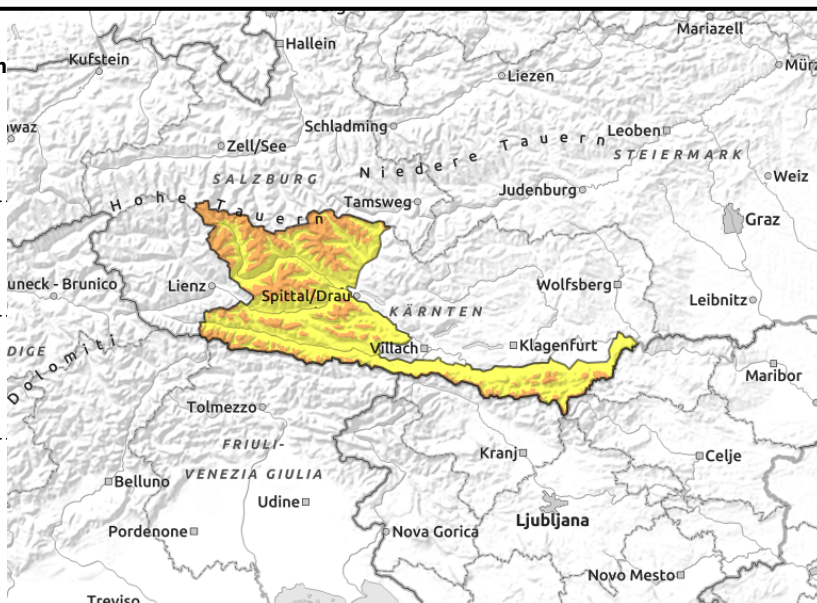 Hallein
Mariazell
Kufstein
Mürz
Liezen
Schladming
Leoben
Zell/See
Niedere Tauern
STEIERMARK
SALZBURG
Weiz
Hohe Tauern
Tamsweg
Judenburg
Graz
uneck - Brunico
Lienz
Wolfsberg
Spittal/Drau
Leibnitz
KÄRNTEN
DIGE
Villach
Klagenfurt
Dolomiti
Maribor
Tolmezzo
FRIULI-
VENEZIA GIULIA
Kranj
Celje
Belluno
Udine
Ljubljana
Pordenone
Nova Gorica
Novo Mesto
Treviso